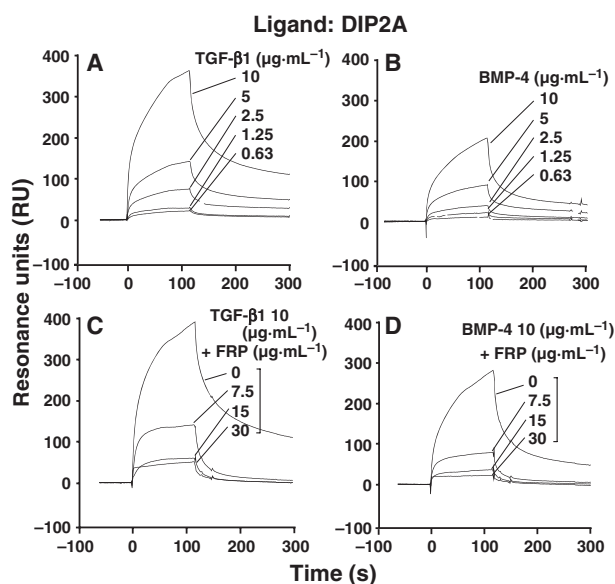 Ligand: DIP2A
A
TGF-β1 (μg·mL–1)
10
5
2.5
1.25
0.63
400
300
200
100
0
–100
–100 0 100 200 300
B
BMP-4 (μg·mL–1)
10
5
2.5
1.25
0.63
400
300
200
100
0
–100
–100 0 100 200 300
C
TGF-β1 10
(μg·mL–1)
+ FRP (μg·mL–1)
0
7.5
15
30
400
300
200
100
0
–100
–100 0 100 200 300
D
BMP-4 10 (μg·mL–1)
+ FRP (μg·mL–1)
0
7.5
15
30
400
300
200
100
0
–100
–100 0 100 200 300
Resonance units (RU)
Time (s)